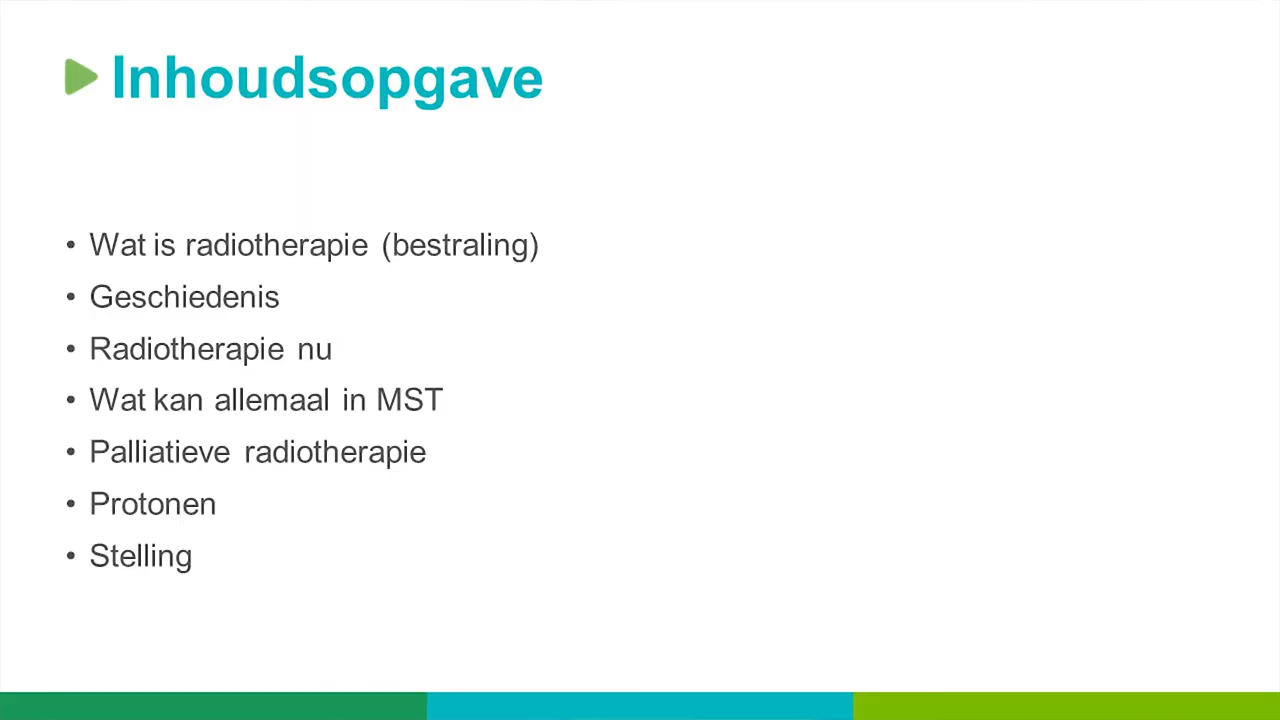 Inhoudsopgave
• Wat is radiotherapie (bestraling)
• Geschiedenis
• Radiotherapie nu
• Wat kan allemaal in MST
• Palliatieve radiotherapie
• Protonen
• Stelling